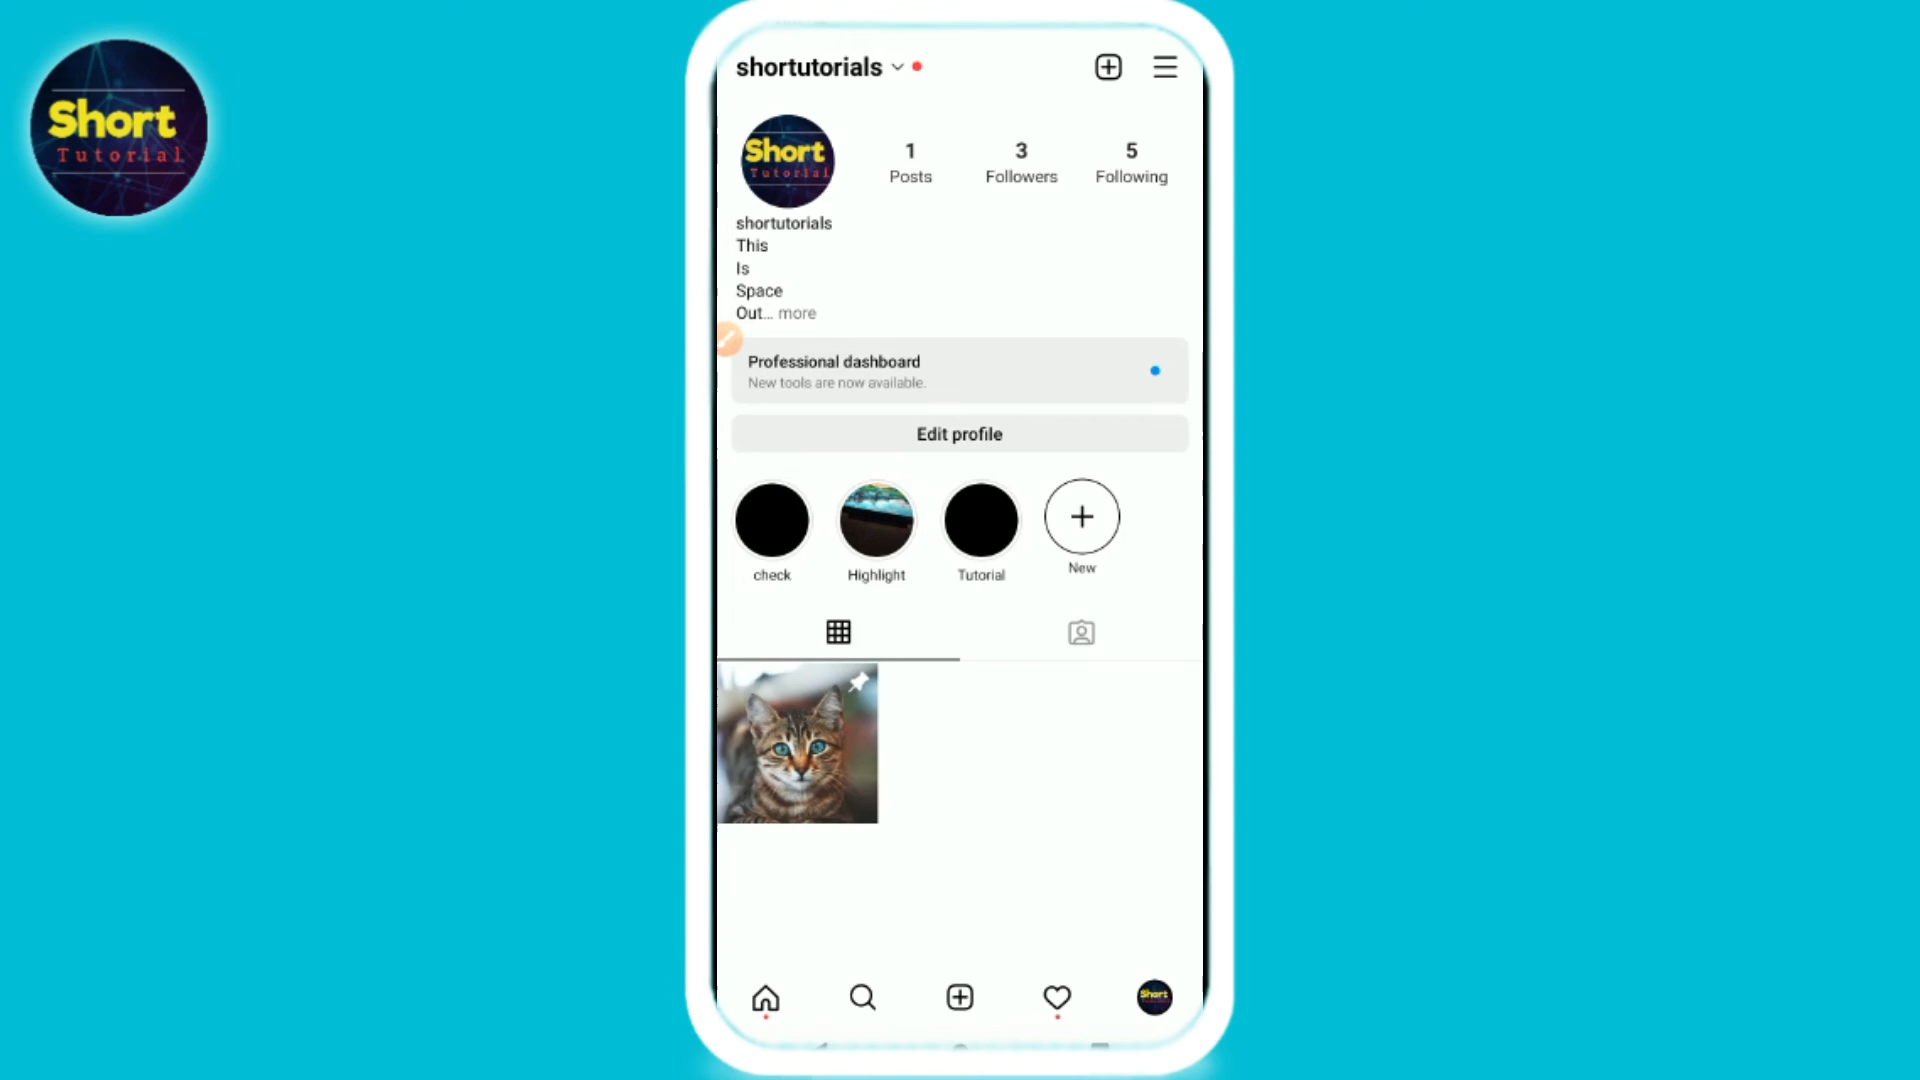 Short
Tutorial
shortutorials
Short
Tutorial
1
Posts
3
Followers
5
Following
shortutorials
This
Is
Space
Out... more
Professional dashboard
New tools are now available.
Edit profile
check
Highlight
Tutorial
New
Short